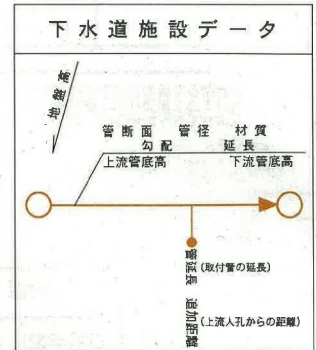 下水道施設データ
地盤高
管断面 管径 材質
勾配 延長
上流管底高 下流管底高
管延長 (取付管の延長)
追加距離 (上流人孔からの距離)